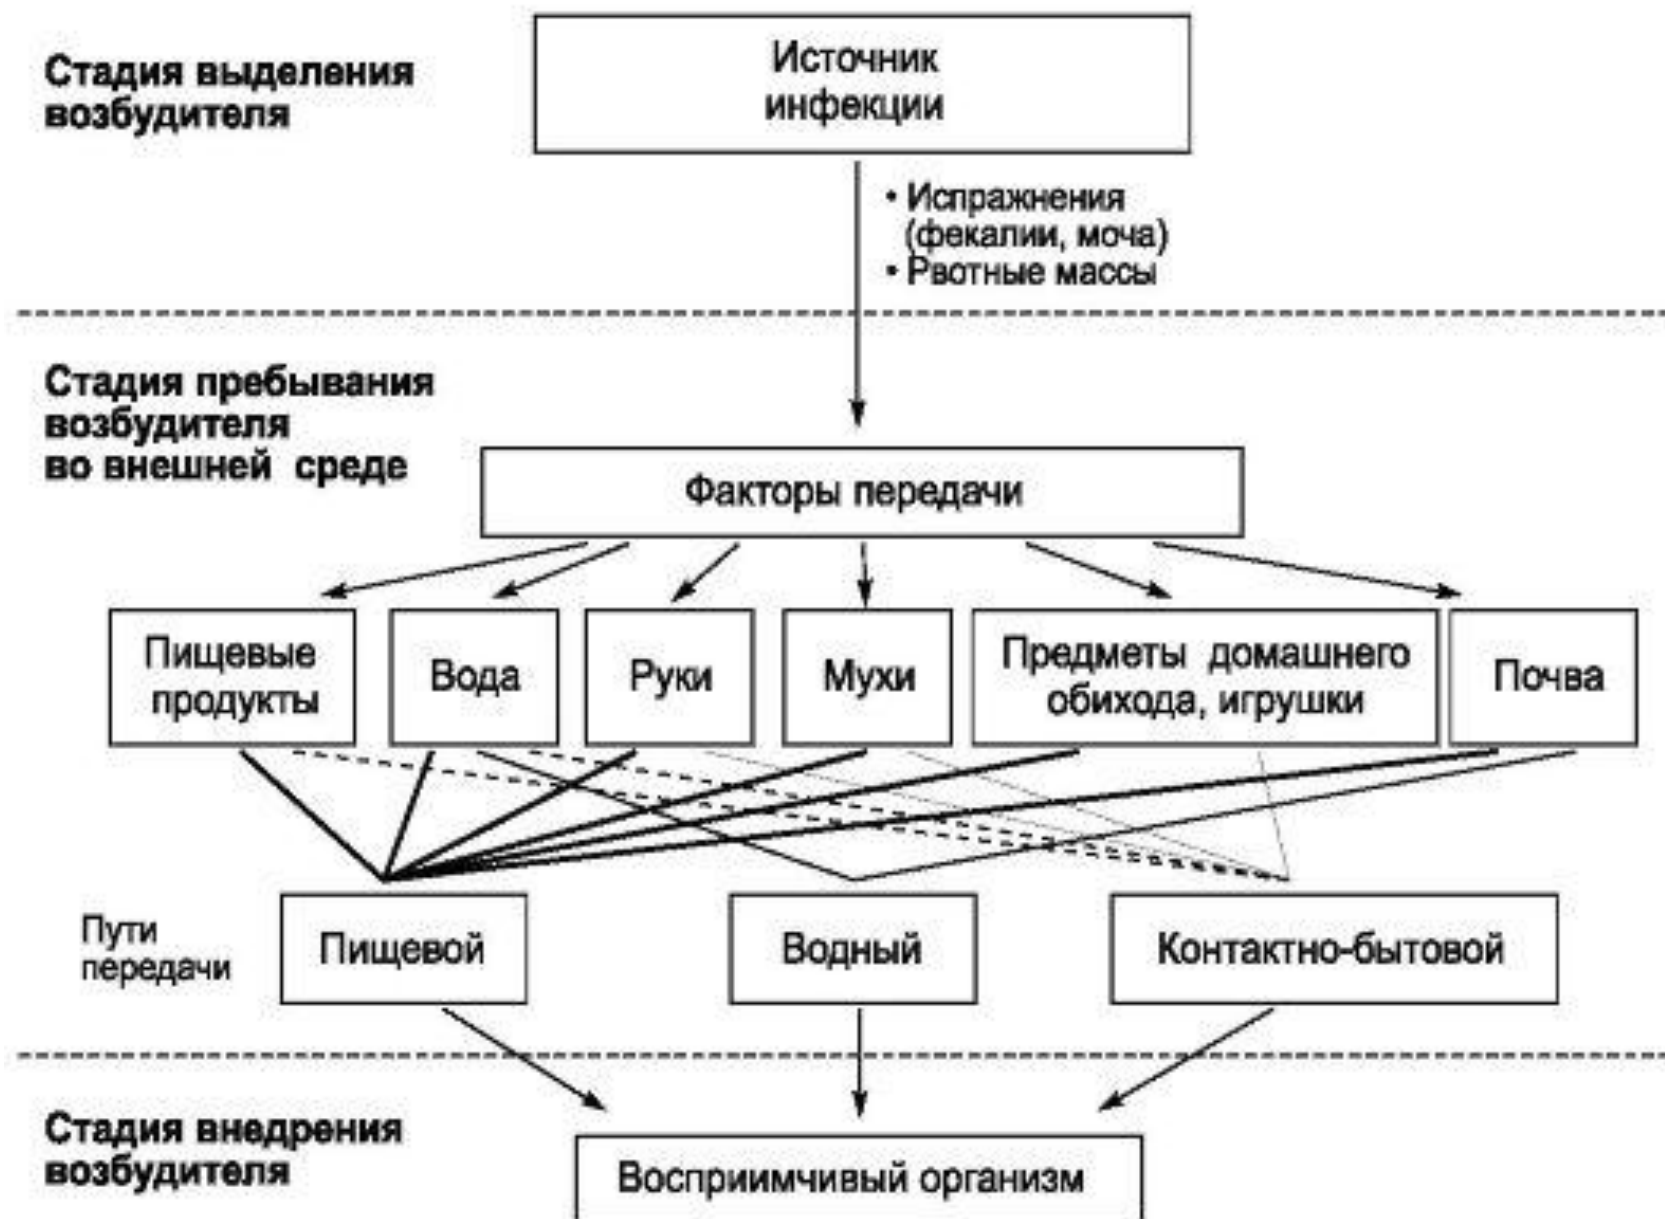 Стадия выделения
возбудителя
Источник
инфекции
• Испражнения
(фекалии, моча)
• Рвотные массы
Стадия пребывания
возбудителя
во внешней среде
Факторы передачи
Пищевые
продукты
Вода
Руки
Мухи
Предметы домашнего
обихода, игрушки
Почва
Пути
передачи
Пищевой
Водный
Контактно-бытовой
Стадия внедрения
возбудителя
Восприимчивый организм